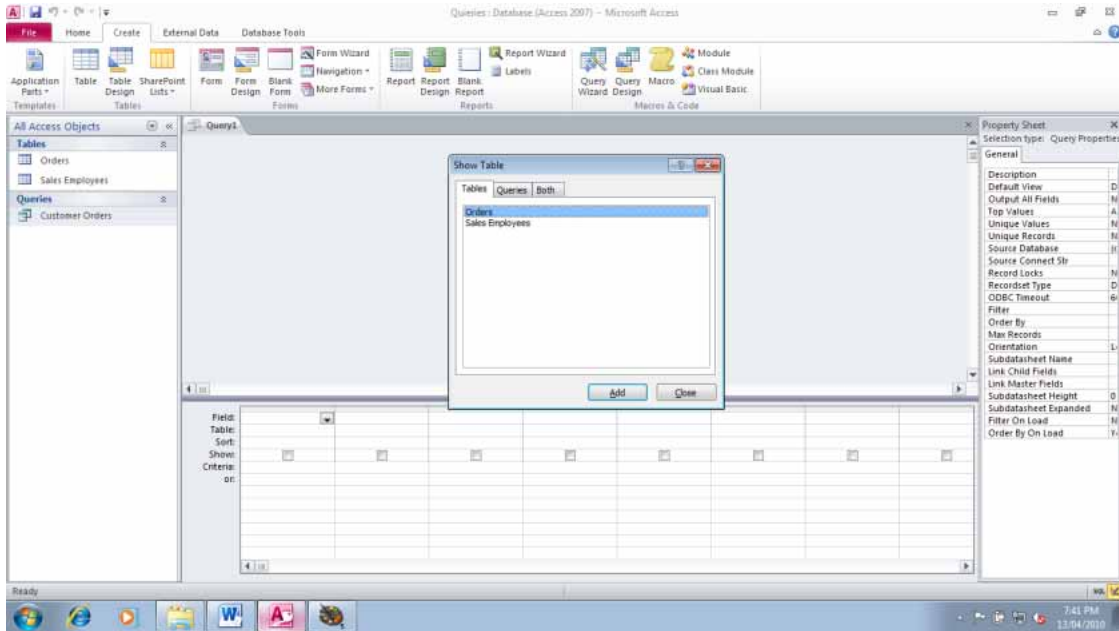 Queries : Database (Access 2007) - Microsoft Access
File Home Create External Data Database Tools
Application Parts
Table
Table Design
SharePoint Lists
Form
Form Design
Blank Form
Form Wizard
Navigation
More Forms
Report
Report Design
Blank Report
Report Wizard
Labels
Query Wizard
Query Design
Macro
Module
Class Module
Visual Basic
Templates Tables Forms Reports Macros & Code
All Access Objects
Tables
Orders
Sales Employees
Queries
Customer Orders
Query1
Show Table
Tables Queries Both
Orders
Sales Employees
Add Close
Field:
Table:
Sort:
Show:
Criteria:
or:
Property Sheet
Selection type: Query Properties
General
Description
Default View D
Output All Fields N
Top Values A
Unique Values N
Unique Records N
Source Database
Source Connect Str
Record Locks N
Recordset Type D
ODBC Timeout 6
Filter
Order By
Max Records
Orientation L
Subdatasheet Name
Link Child Fields
Link Master Fields
Subdatasheet Height 0
Subdatasheet Expanded N
Filter On Load N
Order By On Load Y
Ready
7:41 PM
13/04/2010